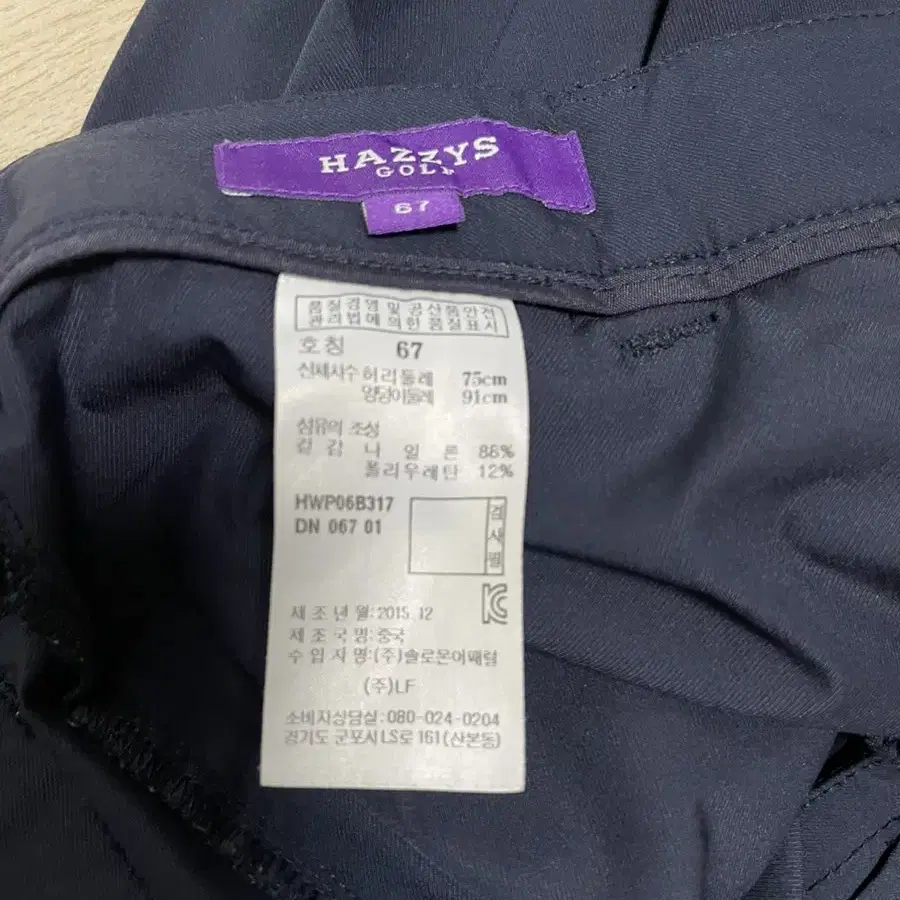 HAZZYS
GOLF
67
품질경영 및 공산품안전
관리법에 의한 품질표시
호칭 67
신체치수 허리둘레 75cm
엉덩이둘레 91cm
섬유의 조성
겉감 나일론 88%
폴리우레탄 12%
HWP06B317
DN 067 01
검사필
제조년월:2015.12
제조국명:중국
수입자명:(주)솔로몬어패럴
(주)LF
소비자상담실:080-024-0204
경기도 군포시 LS로 161(산본동)